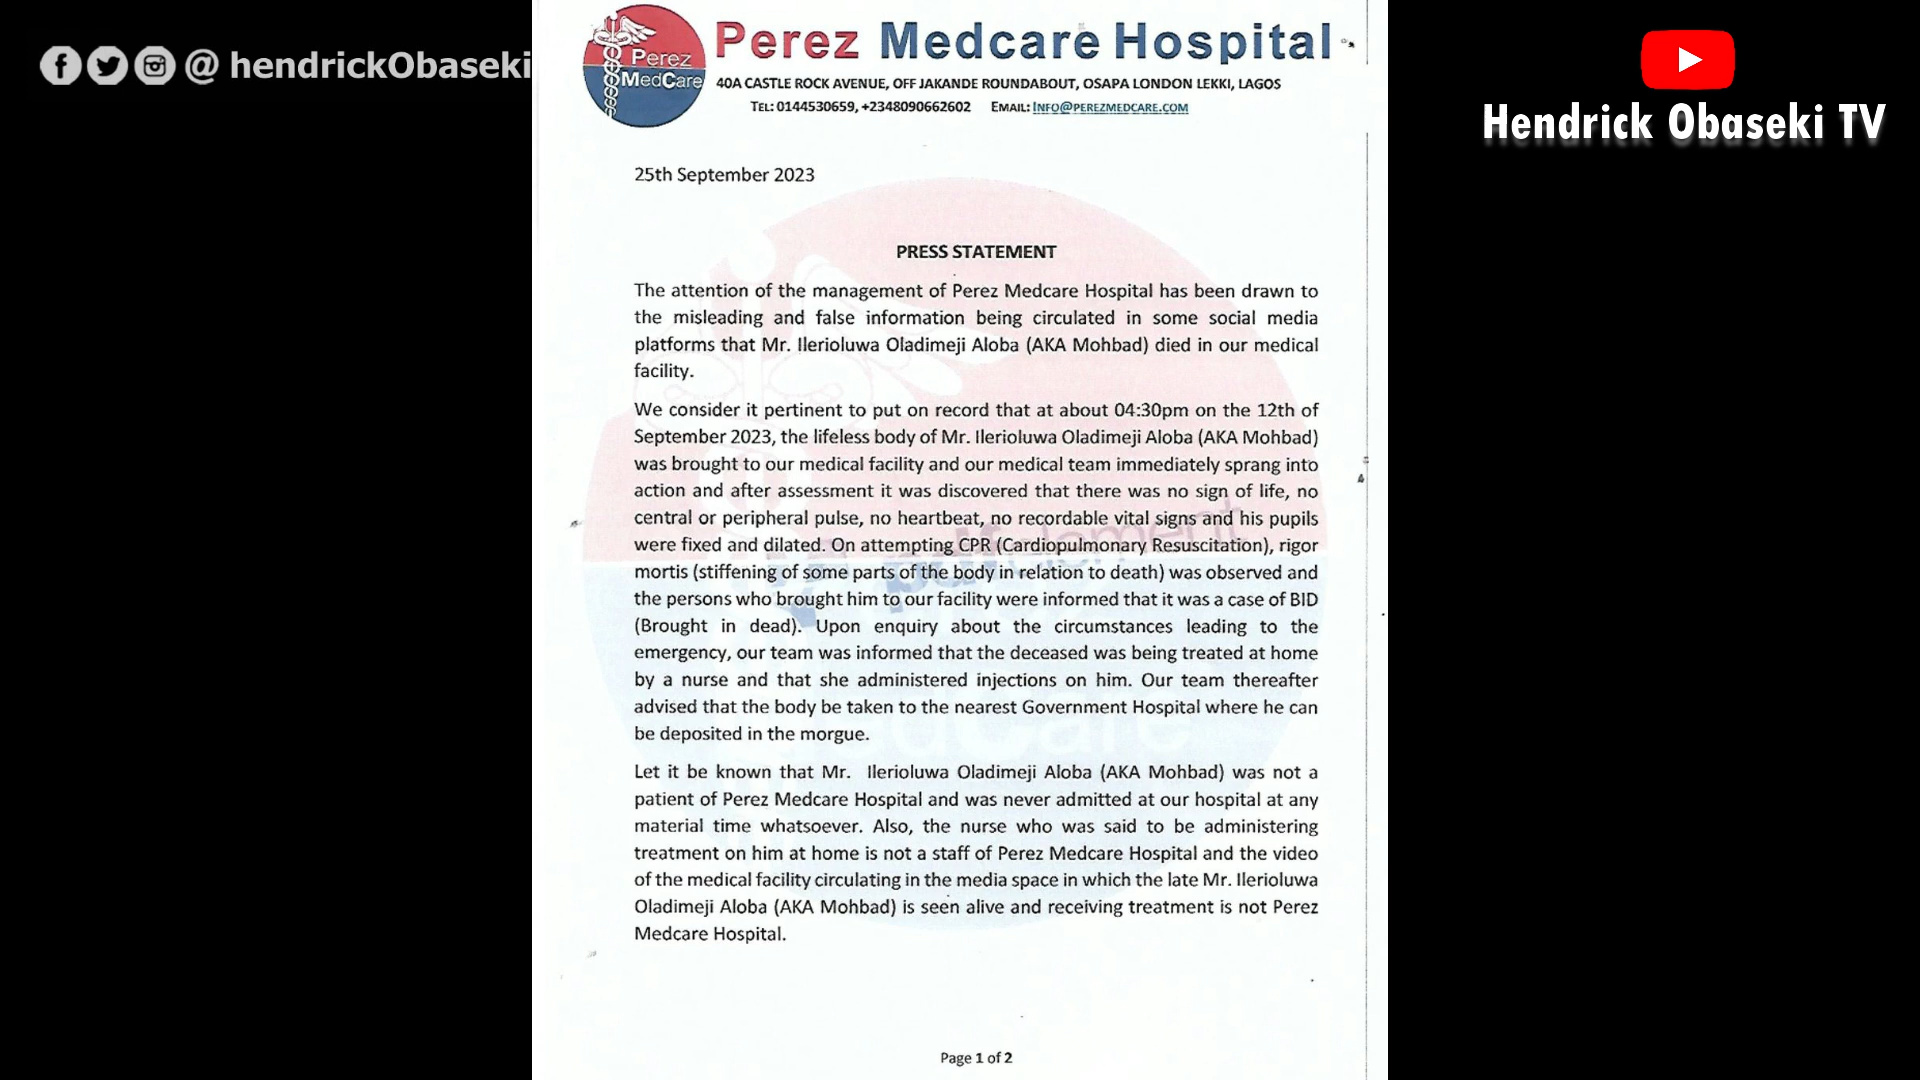 @ hendrickObaseki
Perez
MedCare
Perez Medcare Hospital
40A CASTLE ROCK AVENUE, OFF JAKANDE ROUNDABOUT, OSAPA LONDON LEKKI, LAGOS
TEL: 0144530659, +2348090662602 EMAIL: INFO@PEREZMEDCARE.COM
Hendrick Obaseki TV
25th September 2023
PRESS STATEMENT
The attention of the management of Perez Medcare Hospital has been drawn to
the misleading and false information being circulated in some social media
platforms that Mr. Ilerioluwa Oladimeji Aloba (AKA Mohbad) died in our medical
facility.
We consider it pertinent to put on record that at about 04:30pm on the 12th of
September 2023, the lifeless body of Mr. Ilerioluwa Oladimeji Aloba (AKA Mohbad)
was brought to our medical facility and our medical team immediately sprang into
action and after assessment it was discovered that there was no sign of life, no
central or peripheral pulse, no heartbeat, no recordable vital signs and his pupils
were fixed and dilated. On attempting CPR (Cardiopulmonary Resuscitation), rigor
mortis (stiffening of some parts of the body in relation to death) was observed and
the persons who brought him to our facility were informed that it was a case of BID
(Brought in dead). Upon enquiry about the circumstances leading to the
emergency, our team was informed that the deceased was being treated at home
by a nurse and that she administered injections on him. Our team thereafter
advised that the body be taken to the nearest Government Hospital where he can
be deposited in the morgue.
Let it be known that Mr. Ilerioluwa Oladimeji Aloba (AKA Mohbad) was not a
patient of Perez Medcare Hospital and was never admitted at our hospital at any
material time whatsoever. Also, the nurse who was said to be administering
treatment on him at home is not a staff of Perez Medcare Hospital and the video
of the medical facility circulating in the media space in which the late Mr. Ilerioluwa
Oladimeji Aloba (AKA Mohbad) is seen alive and receiving treatment is not Perez
Medcare Hospital.
Page 1 of 2